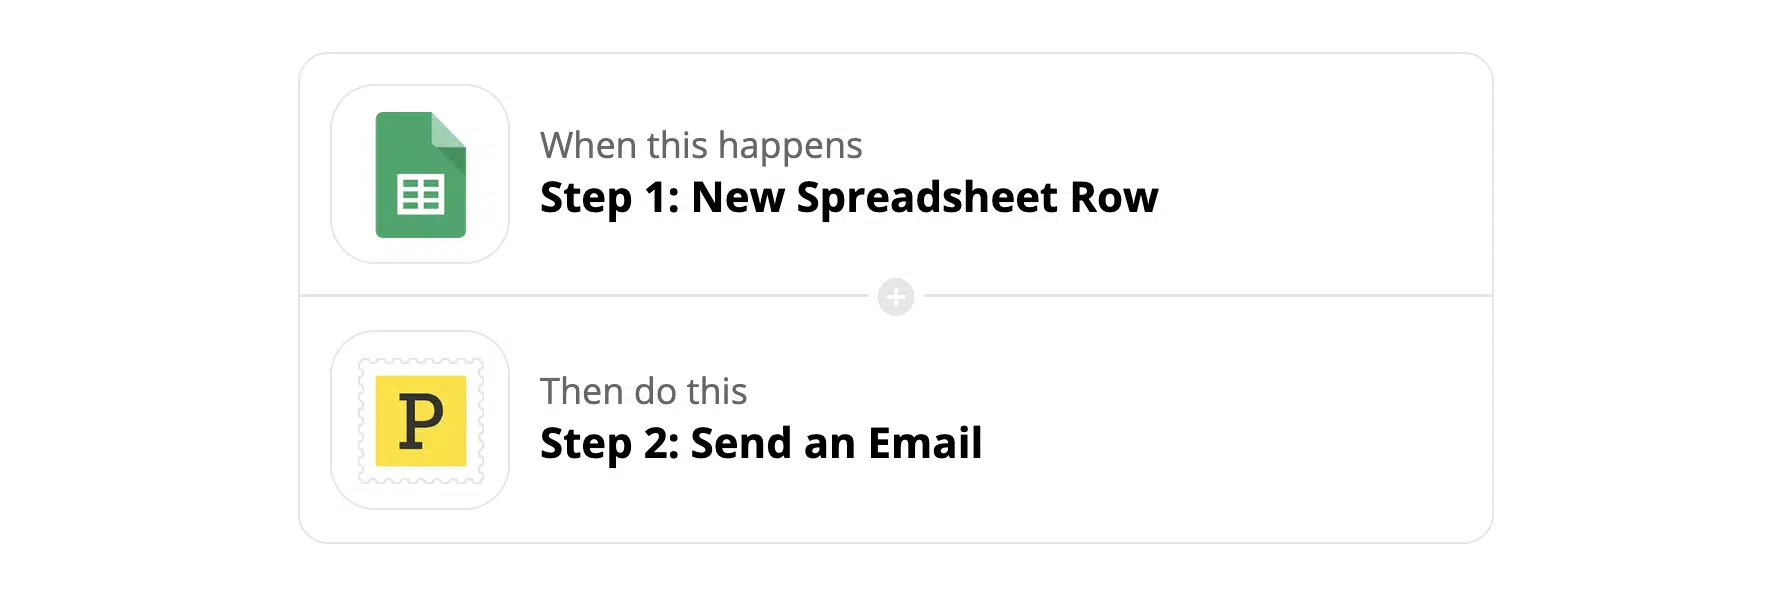 When this happens
Step 1: New Spreadsheet Row
P
Then do this
Step 2: Send an Email